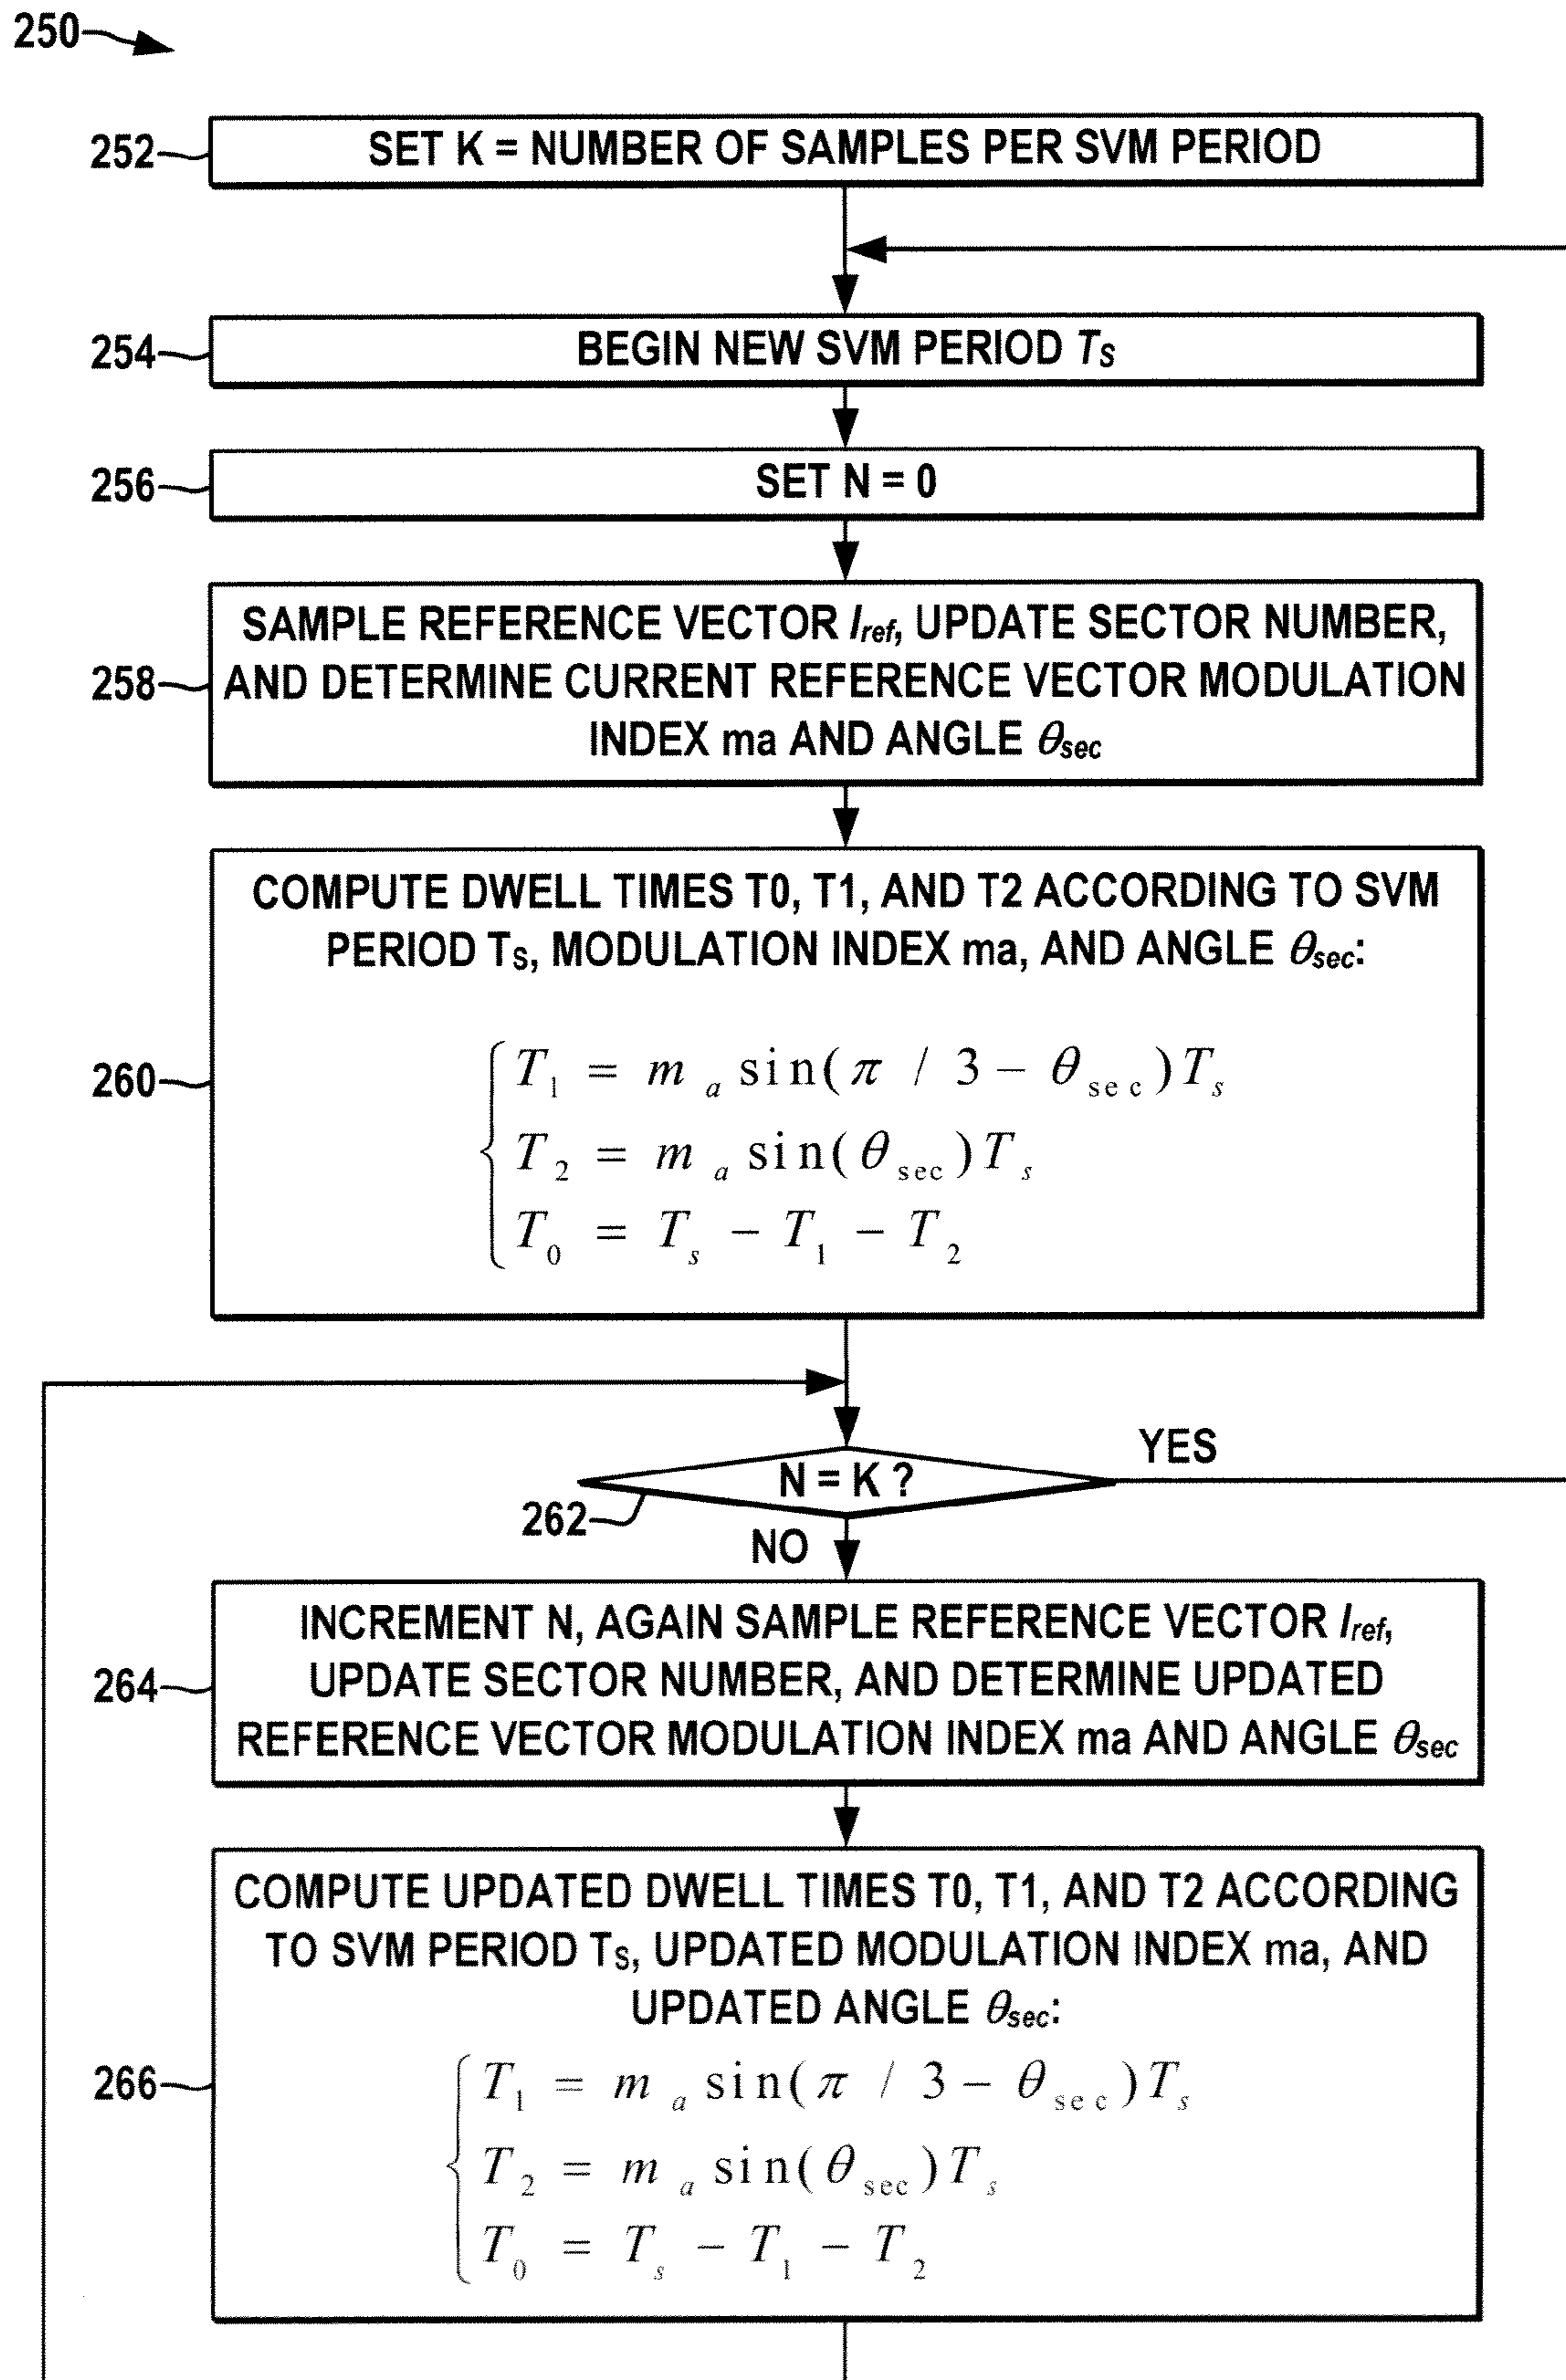 250
252
SET K = NUMBER OF SAMPLES PER SVM PERIOD
254
BEGIN NEW SVM PERIOD Ts
256
SET N = 0
258
SAMPLE REFERENCE VECTOR Iref, UPDATE SECTOR NUMBER,
AND DETERMINE CURRENT REFERENCE VECTOR MODULATION
INDEX ma AND ANGLE θsec
260
COMPUTE DWELL TIMES T0, T1, AND T2 ACCORDING TO SVM
PERIOD Ts, MODULATION INDEX ma, AND ANGLE θsec:
T1 = ma sin(π / 3 − θsec)Ts
T2 = ma sin(θsec)Ts
T0 = Ts − T1 − T2
262
N = K ?
YES
NO
264
INCREMENT N, AGAIN SAMPLE REFERENCE VECTOR Iref,
UPDATE SECTOR NUMBER, AND DETERMINE UPDATED
REFERENCE VECTOR MODULATION INDEX ma AND ANGLE θsec
266
COMPUTE UPDATED DWELL TIMES T0, T1, AND T2 ACCORDING
TO SVM PERIOD Ts, UPDATED MODULATION INDEX ma, AND
UPDATED ANGLE θsec:
T1 = ma sin(π / 3 − θsec)Ts
T2 = ma sin(θsec)Ts
T0 = Ts − T1 − T2